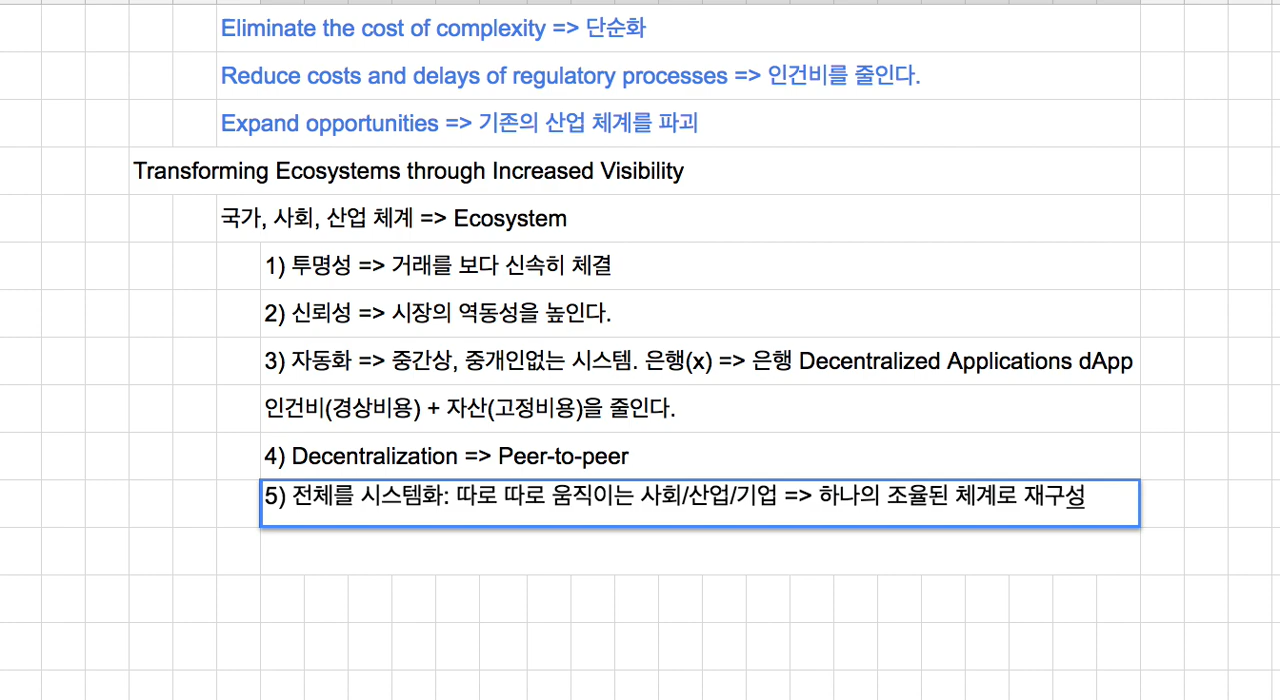 Eliminate the cost of complexity => 단순화
Reduce costs and delays of regulatory processes => 인건비를 줄인다.
Expand opportunities => 기존의 산업 체계를 파괴
Transforming Ecosystems through Increased Visibility
국가, 사회, 산업 체계 => Ecosystem
1) 투명성 => 거래를 보다 신속히 체결
2) 신뢰성 => 시장의 역동성을 높인다.
3) 자동화 => 중간상, 중개인없는 시스템. 은행(x) => 은행 Decentralized Applications dApp
인건비(경상비용) + 자산(고정비용)을 줄인다.
4) Decentralization => Peer-to-peer
5) 전체를 시스템화: 따로 따로 움직이는 사회/산업/기업 => 하나의 조율된 체계로 재구성